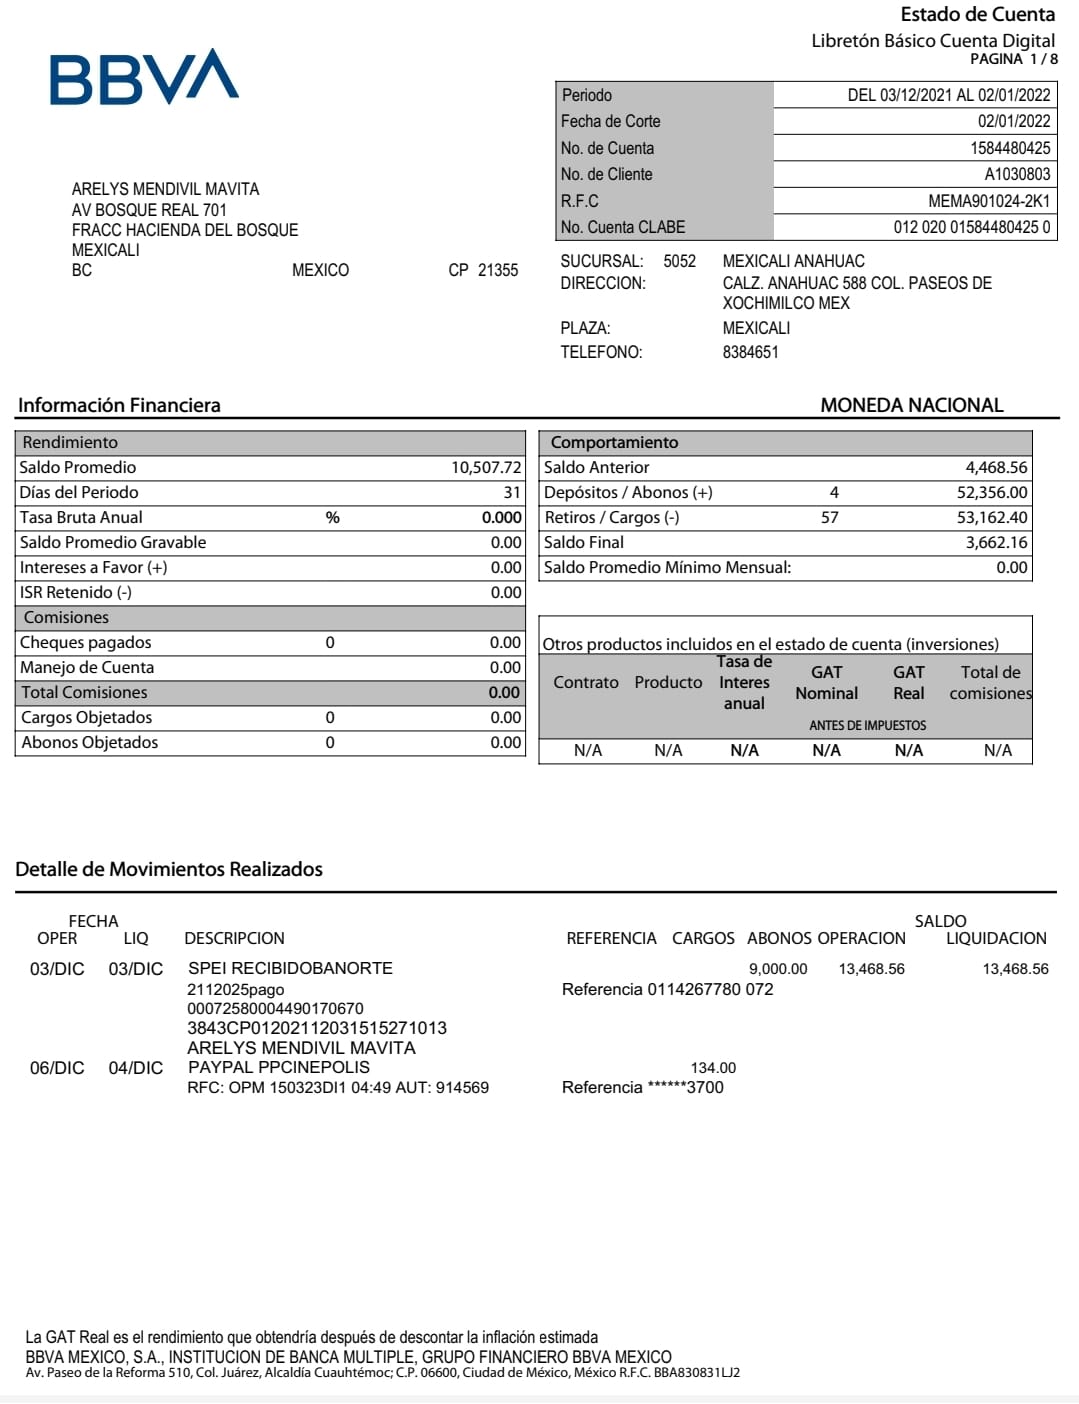 Estado de Cuenta
Libretón Básico Cuenta Digital
PAGINA 1 / 8
BBVA
Periodo DEL 03/12/2021 AL 02/01/2022
Fecha de Corte 02/01/2022
No. de Cuenta 1584480425
No. de Cliente A1030803
R.F.C MEMA901024-2K1
No. Cuenta CLABE 012 020 01584480425 0
ARELYS MENDIVIL MAVITA
AV BOSQUE REAL 701
FRACC HACIENDA DEL BOSQUE
MEXICALI
BC MEXICO CP 21355
SUCURSAL: 5052 MEXICALI ANAHUAC
DIRECCION: CALZ. ANAHUAC 588 COL. PASEOS DE
XOCHIMILCO MEX
PLAZA: MEXICALI
TELEFONO: 8384651
Información Financiera MONEDA NACIONAL
Rendimiento
Saldo Promedio 10,507.72
Días del Periodo 31
Tasa Bruta Anual % 0.000
Saldo Promedio Gravable 0.00
Intereses a Favor (+) 0.00
ISR Retenido (-) 0.00
Comisiones
Cheques pagados 0 0.00
Manejo de Cuenta 0.00
Total Comisiones 0.00
Cargos Objetados 0 0.00
Abonos Objetados 0 0.00
Comportamiento
Saldo Anterior 4,468.56
Depósitos / Abonos (+) 4 52,356.00
Retiros / Cargos (-) 57 53,162.40
Saldo Final 3,662.16
Saldo Promedio Mínimo Mensual: 0.00
Otros productos incluidos en el estado de cuenta (inversiones)
Contrato Producto Tasa de Interes anual GAT Nominal GAT Real Total de comisiones
ANTES DE IMPUESTOS
N/A N/A N/A N/A N/A N/A
Detalle de Movimientos Realizados
FECHA SALDO
OPER LIQ DESCRIPCION REFERENCIA CARGOS ABONOS OPERACION LIQUIDACION
03/DIC 03/DIC SPEI RECIBIDOBANORTE 9,000.00 13,468.56 13,468.56
2112025pago Referencia 0114267780 072
00072580004490170670
3843CP01202112031515271013
ARELYS MENDIVIL MAVITA
06/DIC 04/DIC PAYPAL PPCINEPOLIS 134.00
RFC: OPM 150323DI1 04:49 AUT: 914569 Referencia ******3700
La GAT Real es el rendimiento que obtendría después de descontar la inflación estimada
BBVA MEXICO, S.A., INSTITUCION DE BANCA MULTIPLE, GRUPO FINANCIERO BBVA MEXICO
Av. Paseo de la Reforma 510, Col. Juárez, Alcaldía Cuauhtémoc; C.P. 06600, Ciudad de México, México R.F.C. BBA830831LJ2